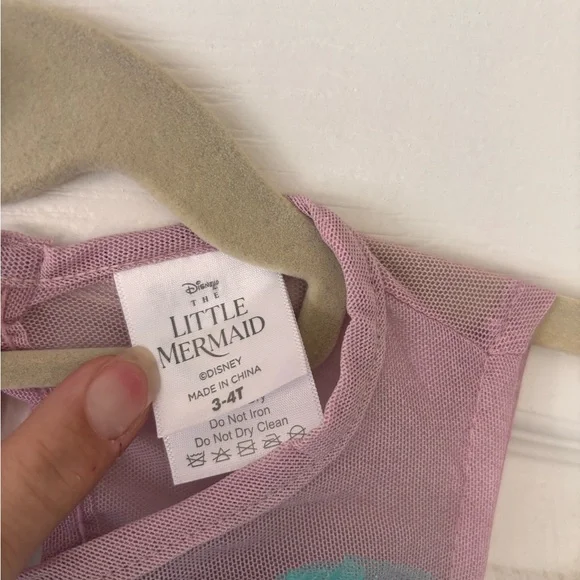 Disney
THE
LITTLE
MERMAID
©DISNEY
MADE IN CHINA
3-4T
Do Not Iron
Do Not Dry Clean